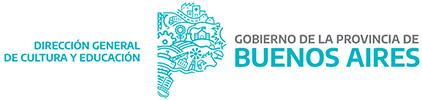 DIRECCIÓN GENERAL
DE CULTURA Y EDUCACIÓN
GOBIERNO DE LA PROVINCIA DE
BUENOS AIRES